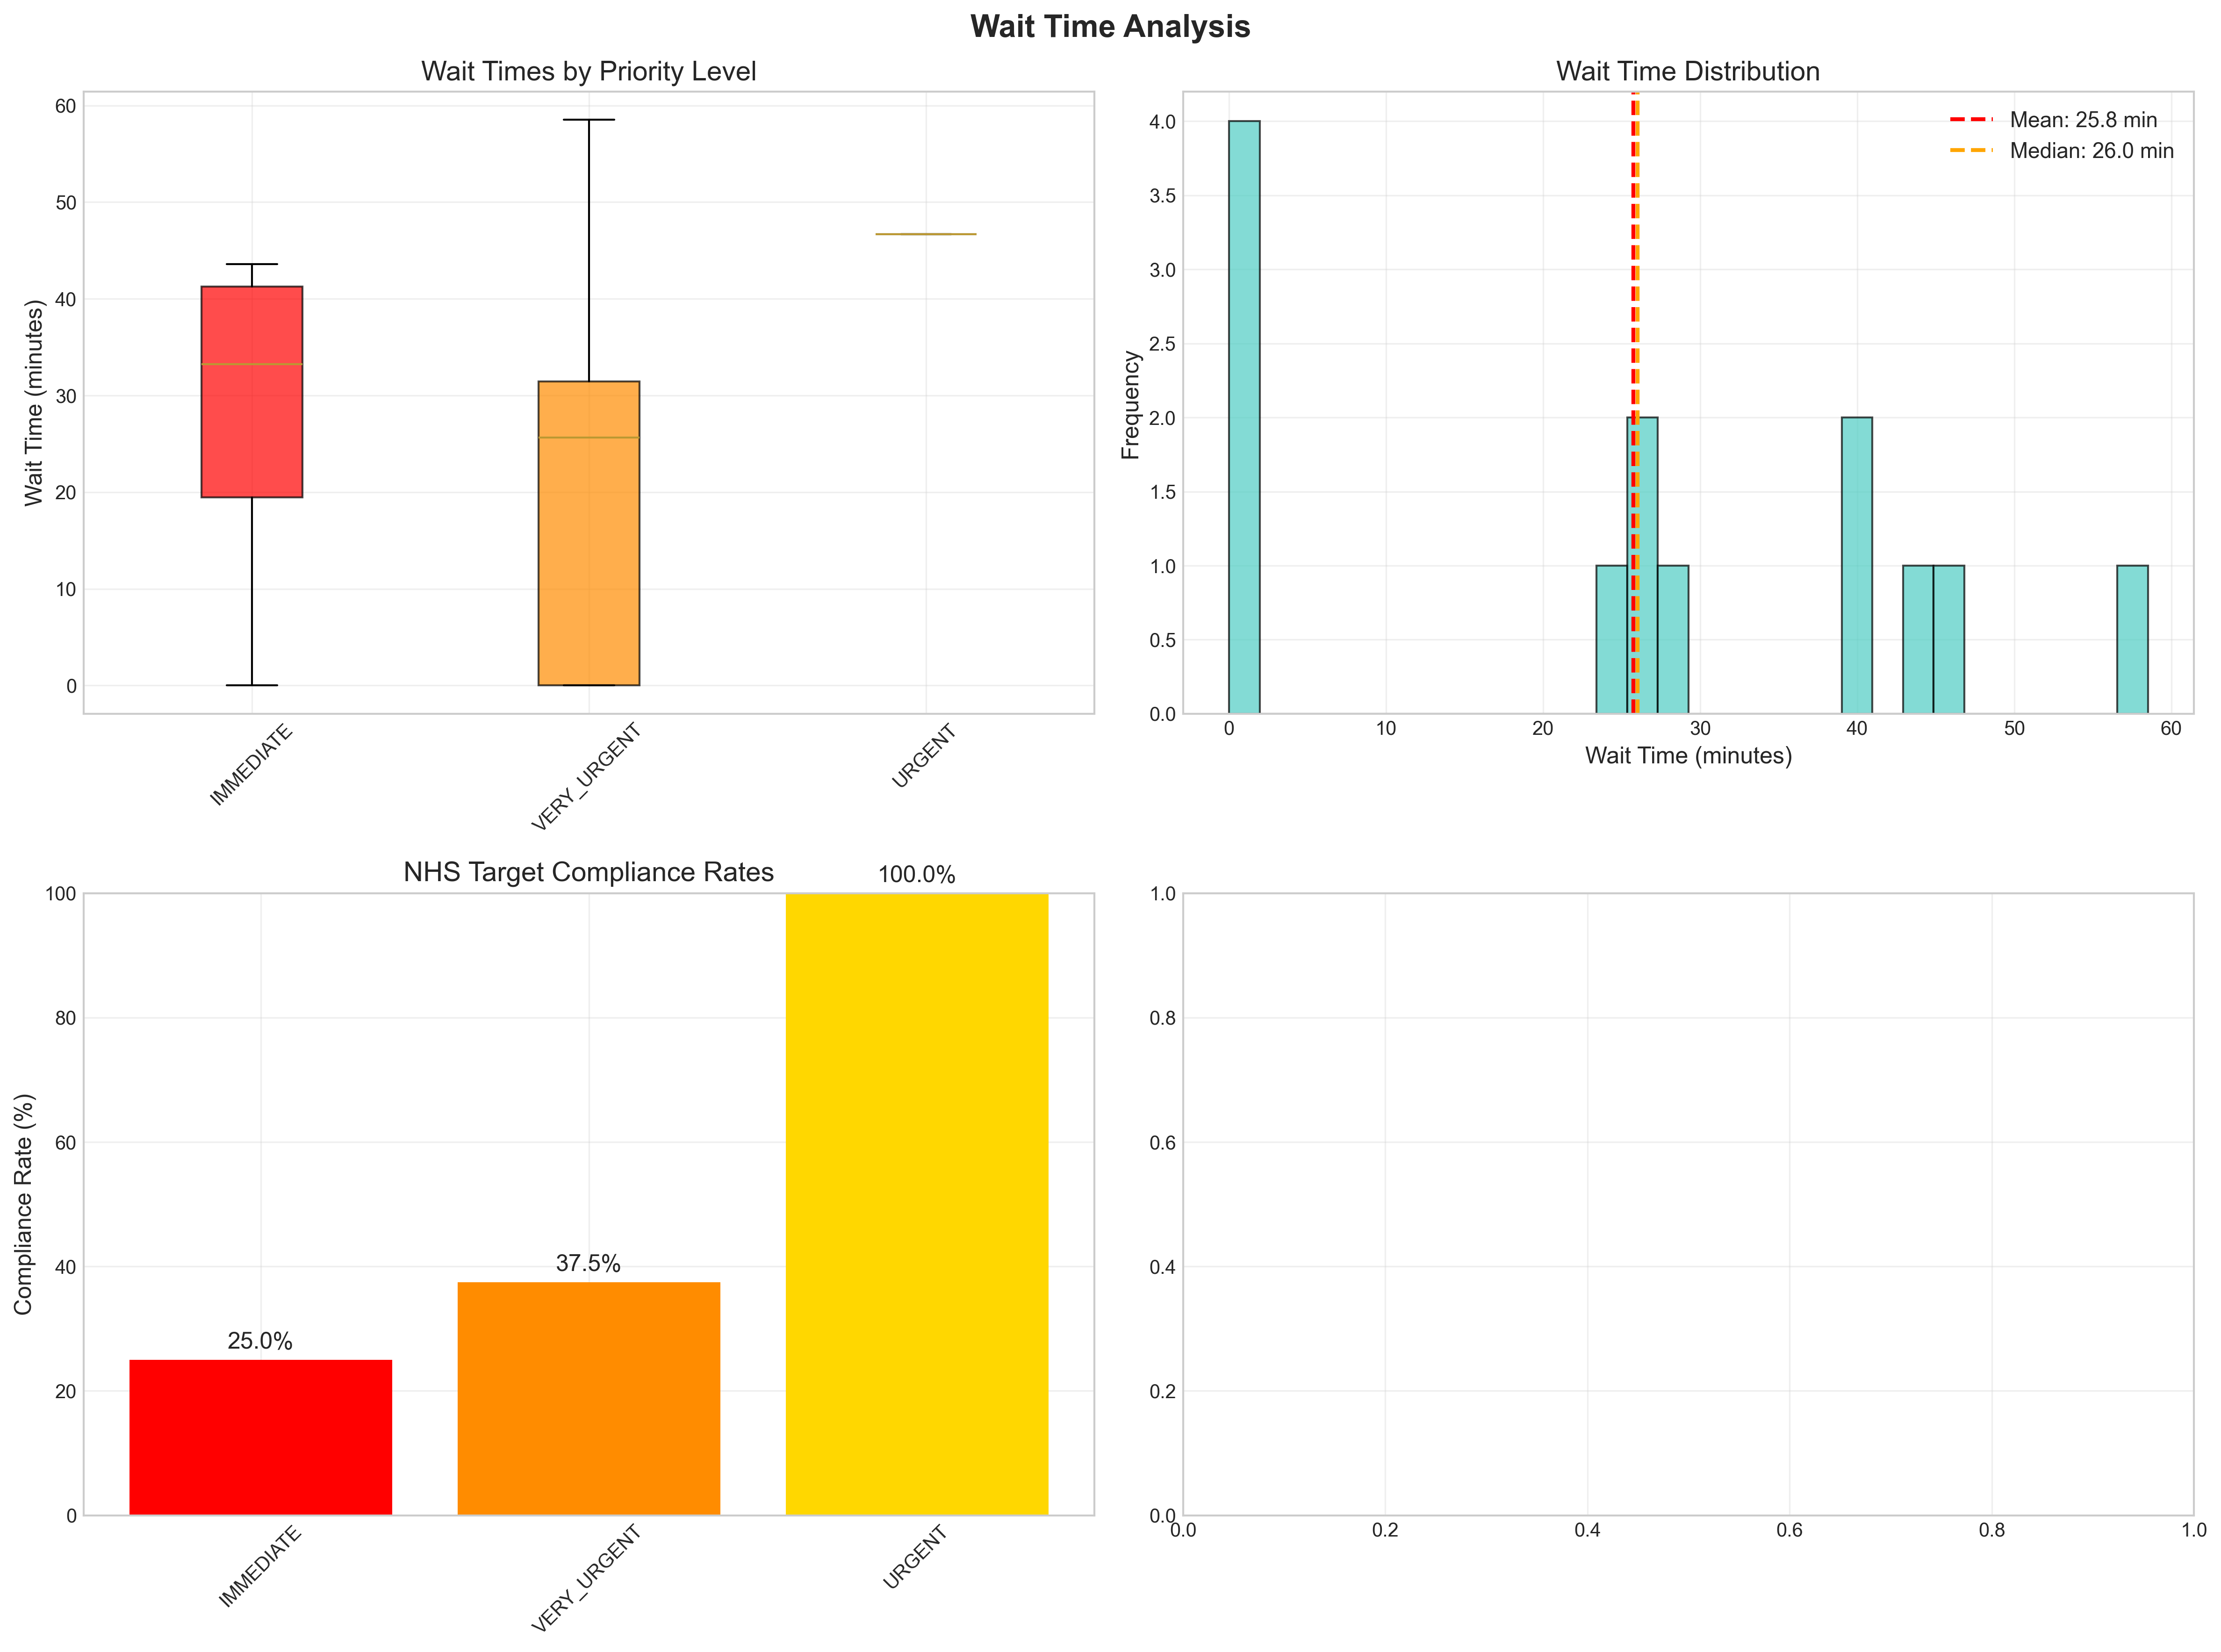 Wait Time Analysis
Wait Times by Priority Level
Wait Time (minutes)
60
50
40
30
20
10
0
IMMEDIATE
VERY_URGENT
URGENT
Wait Time Distribution
Mean: 25.8 min
Median: 26.0 min
Frequency
4.0
3.5
3.0
2.5
2.0
1.5
1.0
0.5
0.0
0
10
20
30
40
50
60
Wait Time (minutes)
NHS Target Compliance Rates
Compliance Rate (%)
100
80
60
40
20
0
25.0%
37.5%
100.0%
IMMEDIATE
VERY_URGENT
URGENT
1.0
0.8
0.6
0.4
0.2
0.0
0.0
0.2
0.4
0.6
0.8
1.0